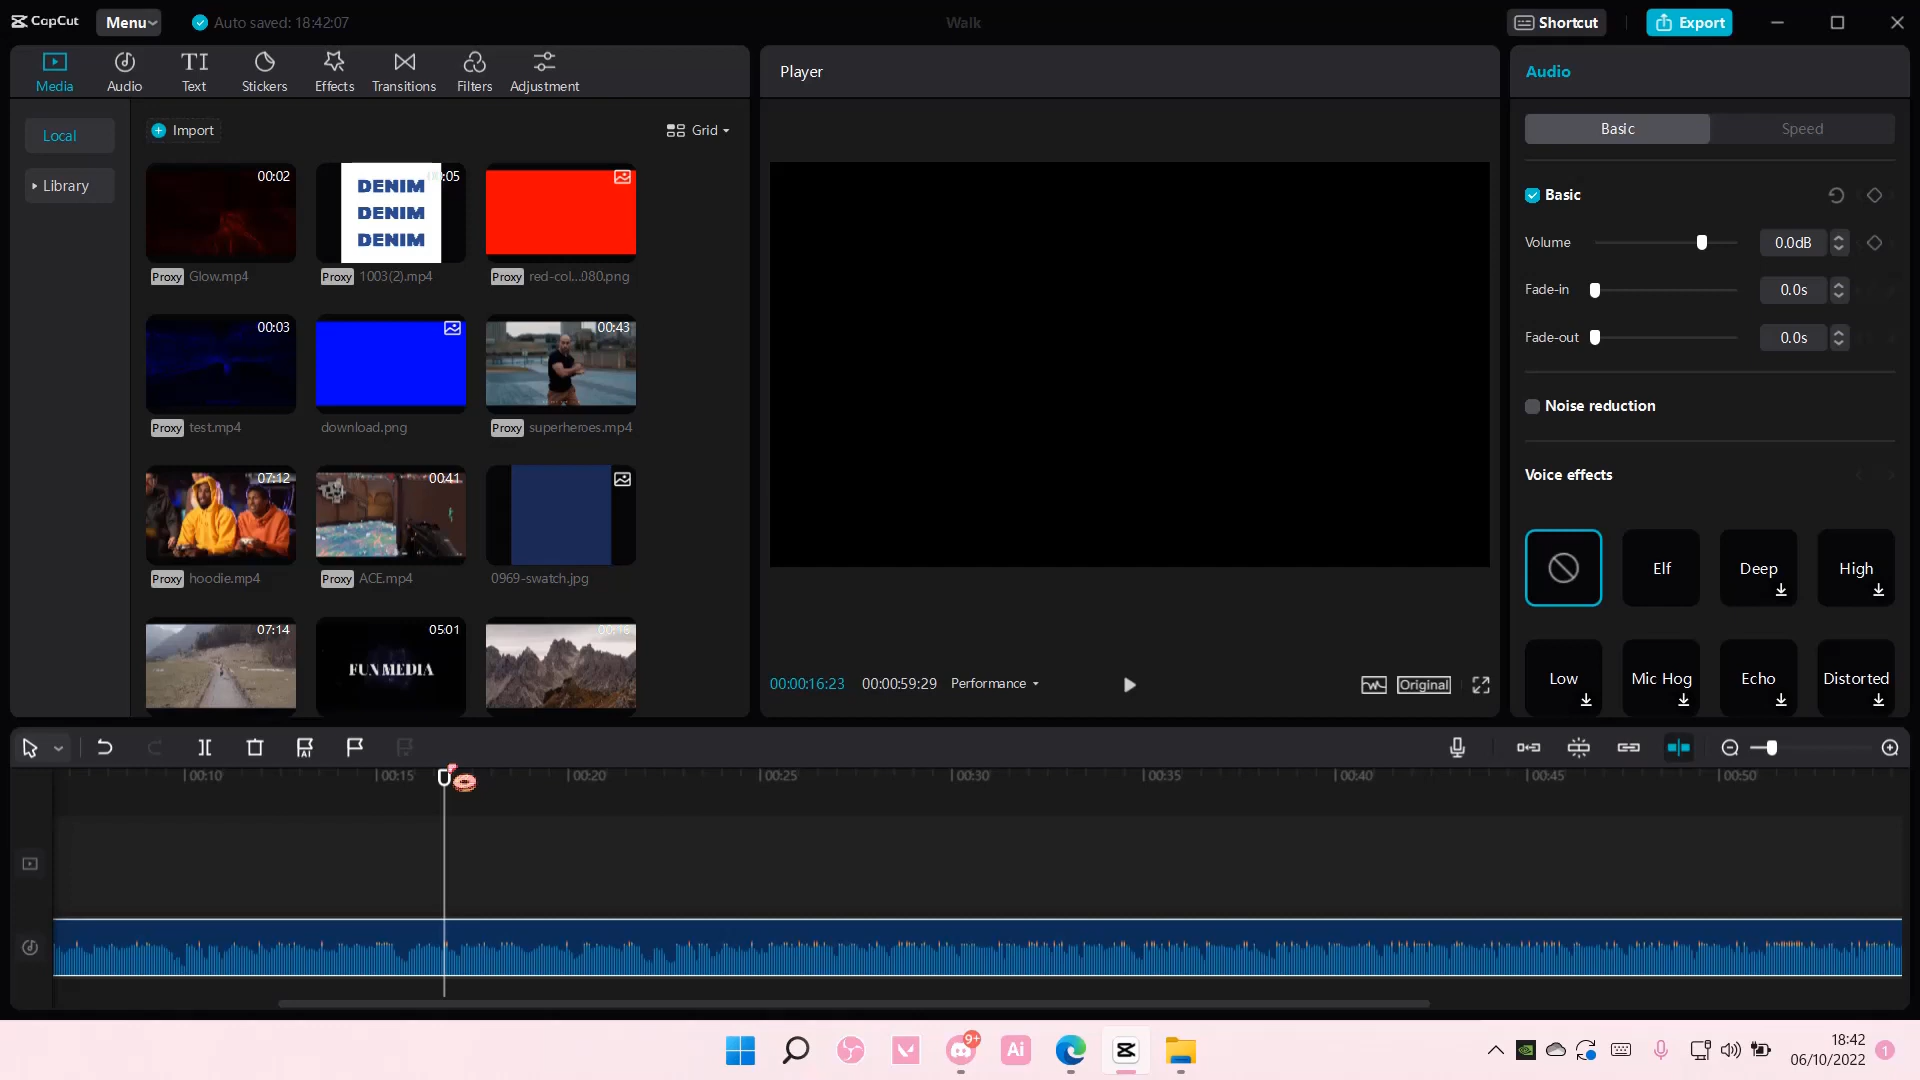 CapCut
Menu
Auto saved: 18:42:07
Walk
Shortcut
Export
Media
Audio
Text
Stickers
Effects
Transitions
Filters
Adjustment
Player
Audio
Local
Library
Import
Grid
Basic
Speed
00:02
DENIM
DENIM
DENIM
Proxy Glow.mp4
Proxy 1003(2).mp4
Proxy red-col...080.png
00:03
00:43
Proxy test.mp4
download.png
Proxy superheroes.mp4
07:12
00:41
Proxy hoodie.mp4
Proxy ACE.mp4
0969-swatch.jpg
07:14
05:01
FUN MEDIA
00:00:16:23
00:00:59:29
Performance
Original
Basic
Volume
0.0dB
Fade-in
0.0s
Fade-out
0.0s
Noise reduction
Voice effects
Elf
Deep
High
Low
Mic Hog
Echo
Distorted
00:10
00:15
00:20
00:25
00:30
00:35
00:40
00:45
00:50
9+
Ai
18:42
06/10/2022
1